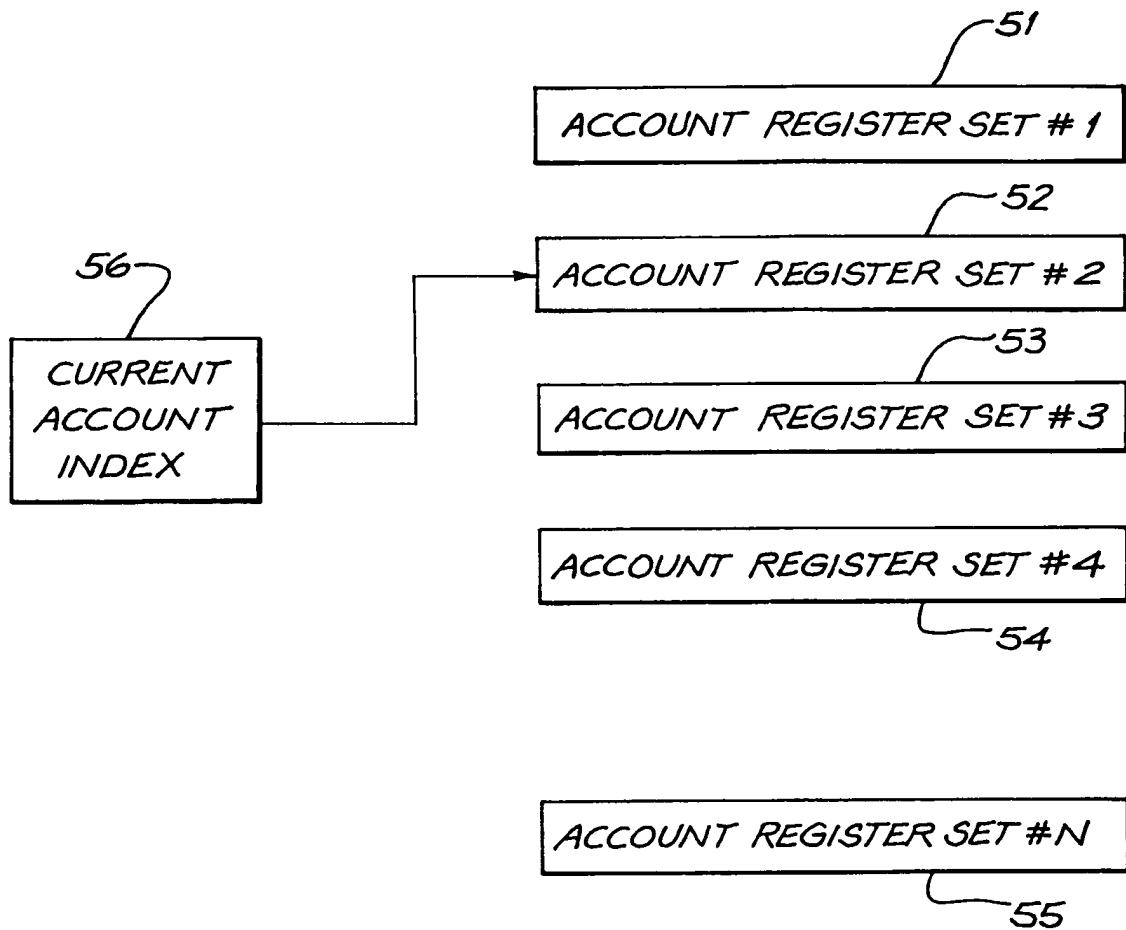 51
ACCOUNT REGISTER SET #1
52
ACCOUNT REGISTER SET #2
56
CURRENT
ACCOUNT
INDEX
53
ACCOUNT REGISTER SET #3
ACCOUNT REGISTER SET #4
54
ACCOUNT REGISTER SET #N
55